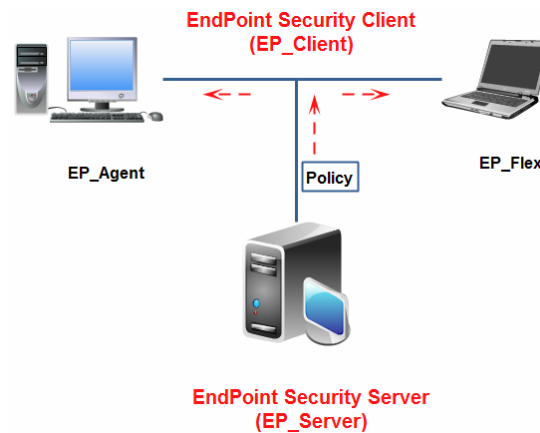 EndPoint Security Client
(EP_Client)
EP_Agent
EP_Flex
Policy
EndPoint Security Server
(EP_Server)